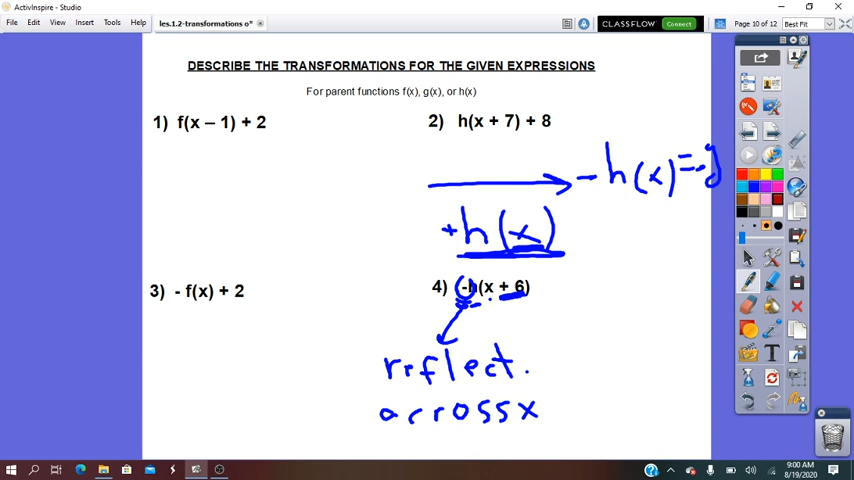 ActivInspire - Studio
File Edit View Insert Tools Help
les.1.2-transformations o*
CLASSFLOW Connect
Page 10 of 12
Best Fit
DESCRIBE THE TRANSFORMATIONS FOR THE GIVEN EXPRESSIONS
For parent functions f(x), g(x), or h(x)
1) f(x – 1) + 2
2) h(x + 7) + 8
- h(x)=-y
+h(x)
3) - f(x) + 2
4) -h(x + 6)
reflect.
across x
9:00 AM
8/19/2020